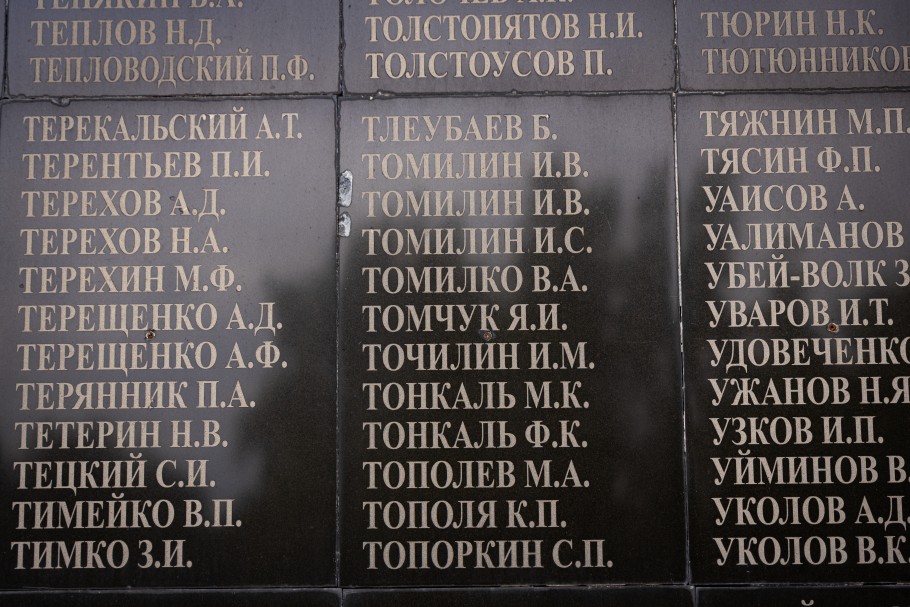 ТЕПЛОВ Н.Д.
ТЕПЛОВОДСКИЙ П.Ф.
ТЕРЕКАЛЬСКИЙ А.Т.
ТЕРЕНТЬЕВ П.И.
ТЕРЕХОВ А.Д.
ТЕРЕХОВ Н.А.
ТЕРЕХИН М.Ф.
ТЕРЕЩЕНКО А.Д.
ТЕРЕЩЕНКО А.Ф.
ТЕРЯННИК П.А.
ТЕТЕРИН Н.В.
ТЕЦКИЙ С.И.
ТИМЕЙКО В.П.
ТИМКО З.И.
ТОЛСТОПЯТОВ Н.И.
ТОЛСТОУСОВ П.
ТЛЕУБАЕВ Б.
ТОМИЛИН И.В.
ТОМИЛИН И.В.
ТОМИЛИН И.С.
ТОМИЛКО В.А.
ТОМЧУК Я.И.
ТОЧИЛИН И.М.
ТОНКАЛЬ М.К.
ТОНКАЛЬ Ф.К.
ТОПОЛЕВ М.А.
ТОПОЛЯ К.П.
ТОПОРКИН С.П.
ТЮРИН Н.К.
ТЮТЮННИКОВ
ТЯЖНИН М.П.
ТЯСИН Ф.П.
УАИСОВ А.
УАЛИМАНОВ
УБЕЙ-ВОЛК З
УВАРОВ И.Т.
УДОВЕЧЕНКО
УЖАНОВ Н.Я
УЗКОВ И.П.
УЙМИНОВ В.
УКОЛОВ А.Д.
УКОЛОВ В.К.